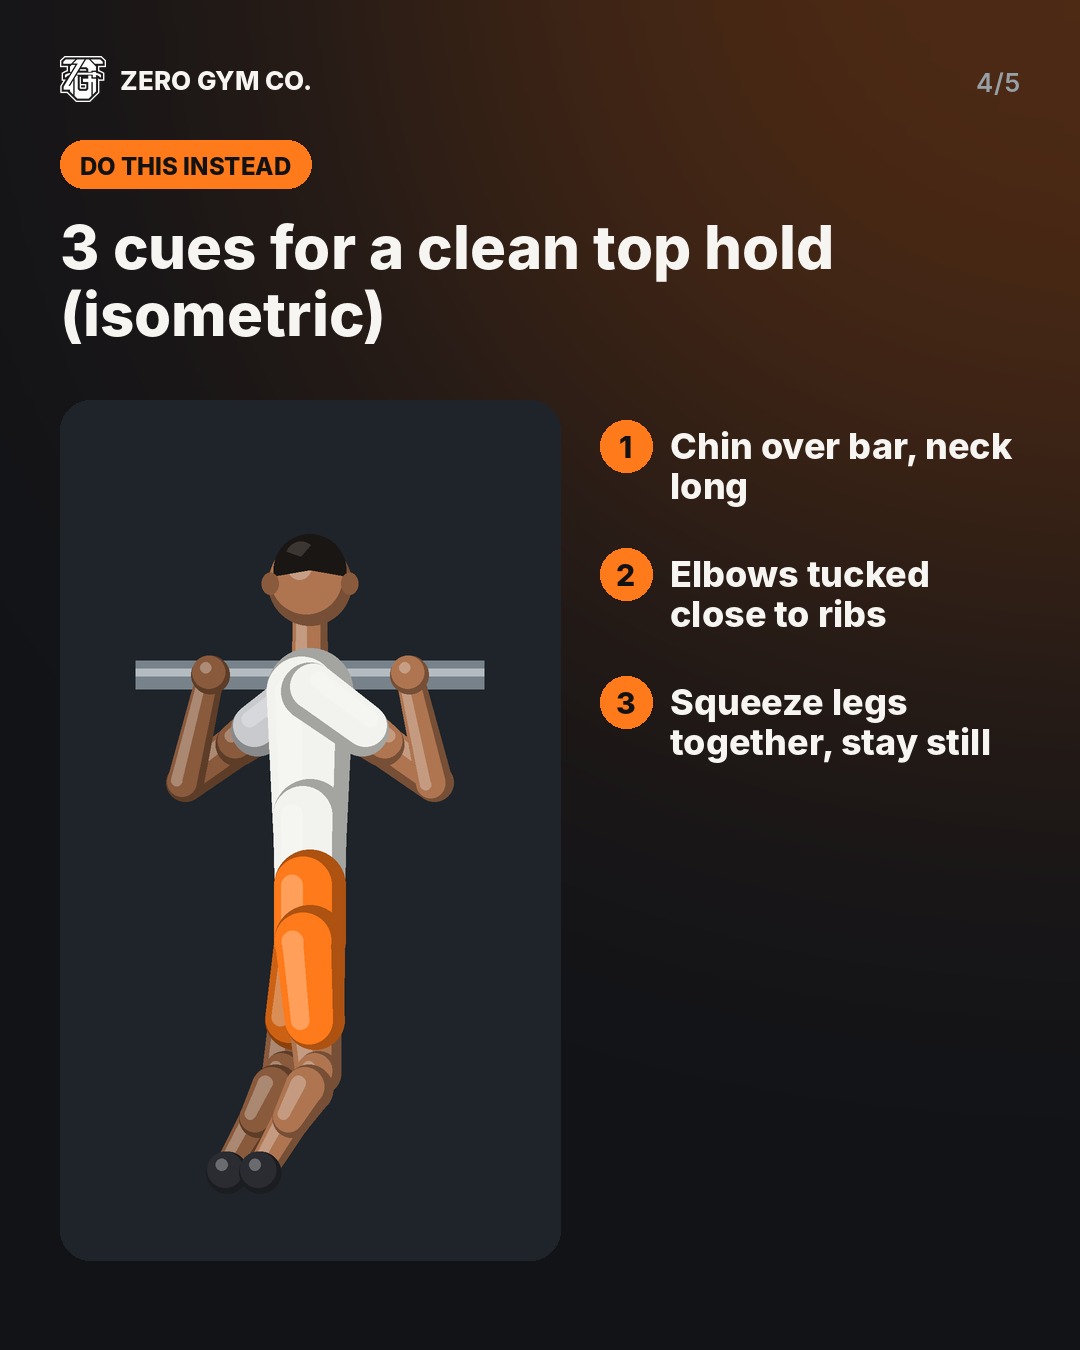 ZERO GYM CO.
4/5
DO THIS INSTEAD
3 cues for a clean top hold
(isometric)
1 Chin over bar, neck
long
2 Elbows tucked
close to ribs
3 Squeeze legs
together, stay still